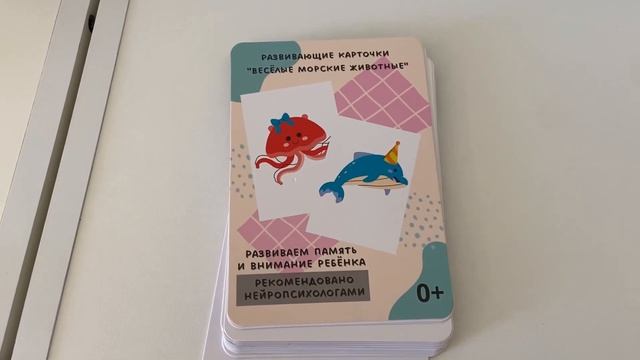 РАЗВИВАЮЩИЕ КАРТОЧКИ
"ВЕСЁЛЫЕ МОРСКИЕ ЖИВОТНЫЕ"
РАЗВИВАЕМ ПАМЯТЬ
И ВНИМАНИЕ РЕБЁНКА
РЕКОМЕНДОВАНО
НЕЙРОПСИХОЛОГАМИ
0+